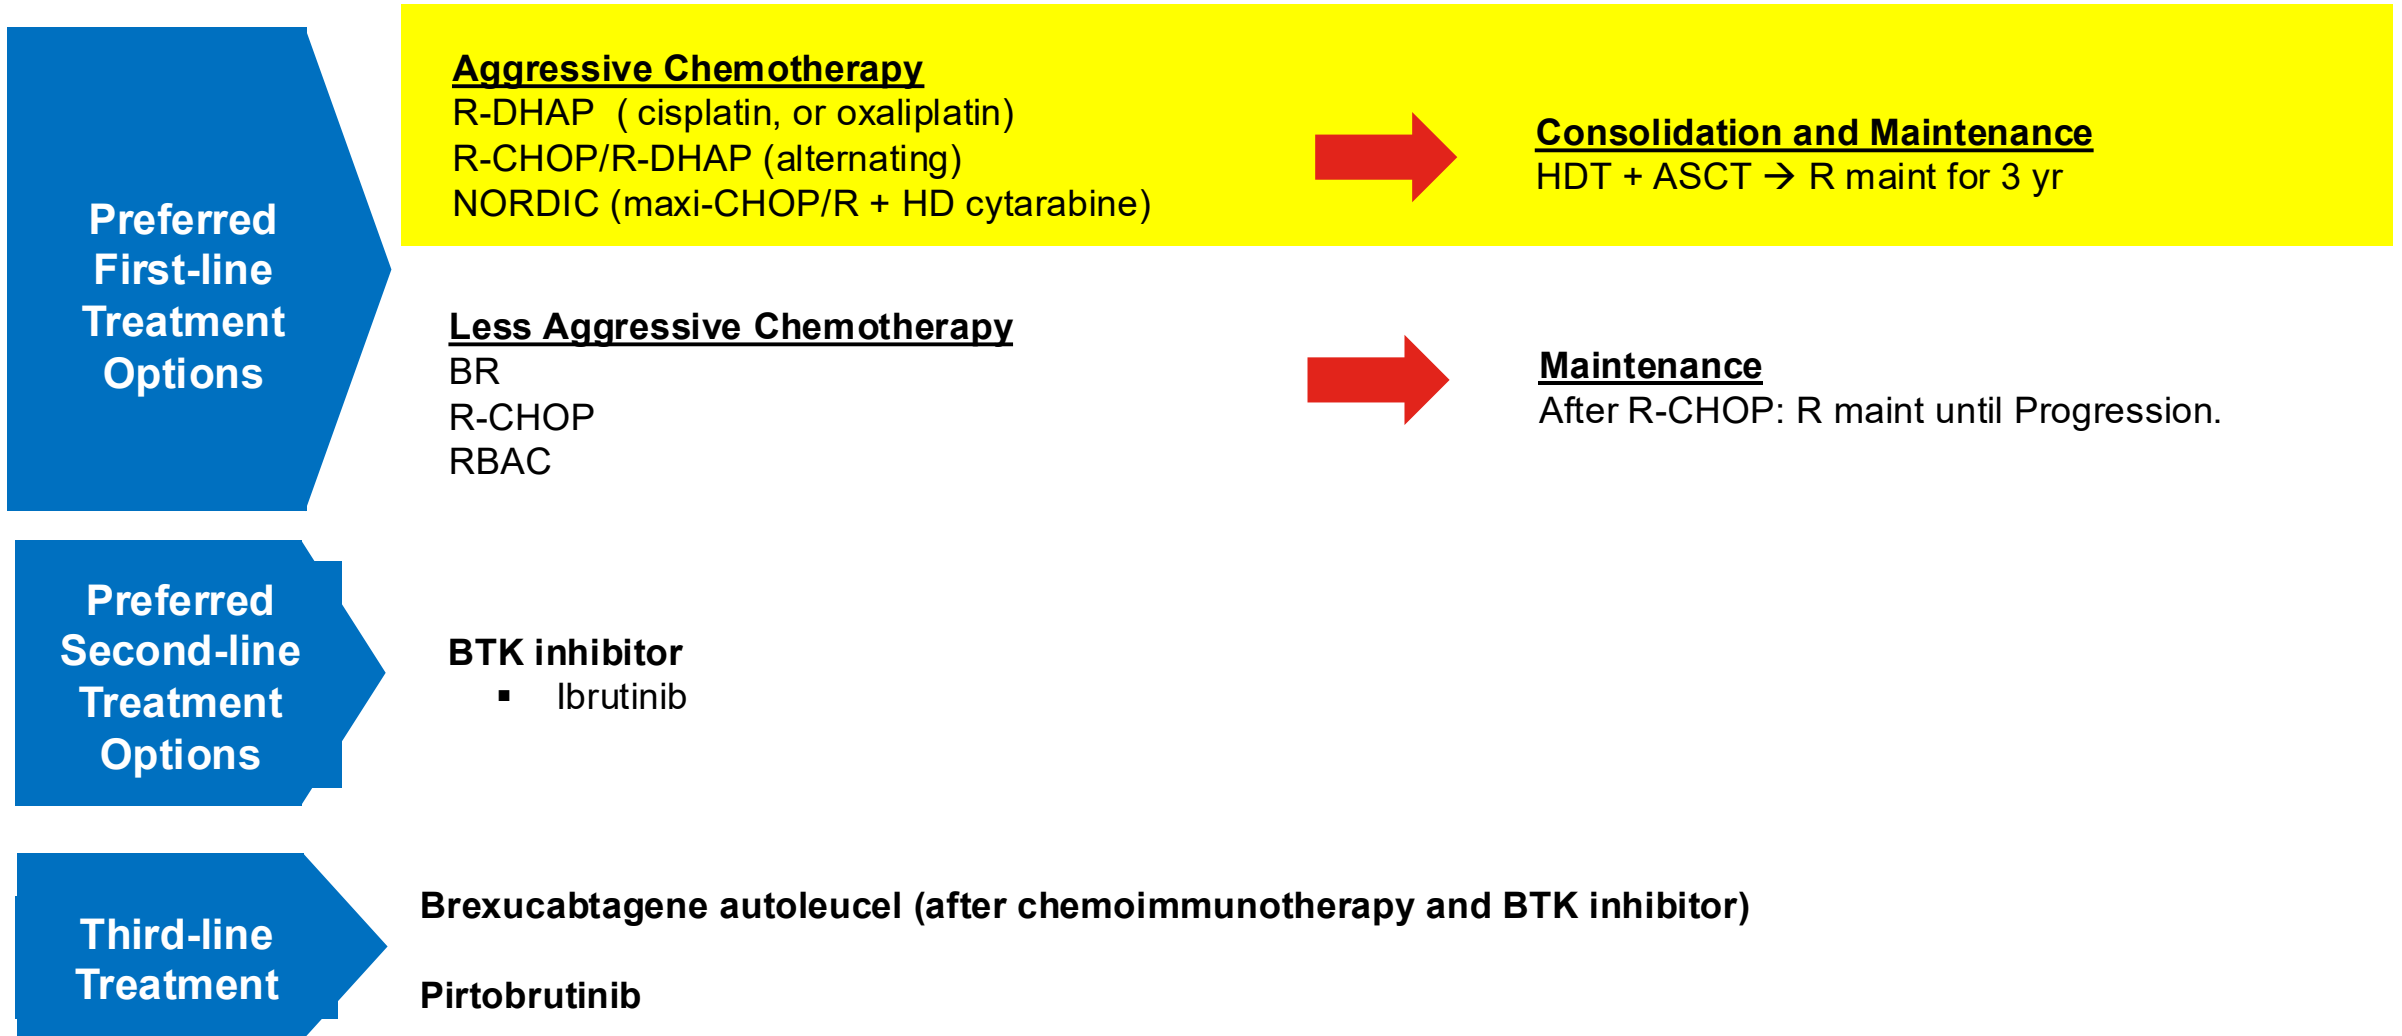 Preferred
First-line
Treatment
Options
Aggressive Chemotherapy
R-DHAP ( cisplatin, or oxaliplatin)
R-CHOP/R-DHAP (alternating)
NORDIC (maxi-CHOP/R + HD cytarabine)
Consolidation and Maintenance
HDT + ASCT → R maint for 3 yr
Less Aggressive Chemotherapy
BR
R-CHOP
RBAC
Maintenance
After R-CHOP: R maint until Progression.
Preferred
Second-line
Treatment
Options
BTK inhibitor
▪ Ibrutinib
Third-line
Treatment
Brexucabtagene autoleucel (after chemoimmunotherapy and BTK inhibitor)
Pirtobrutinib